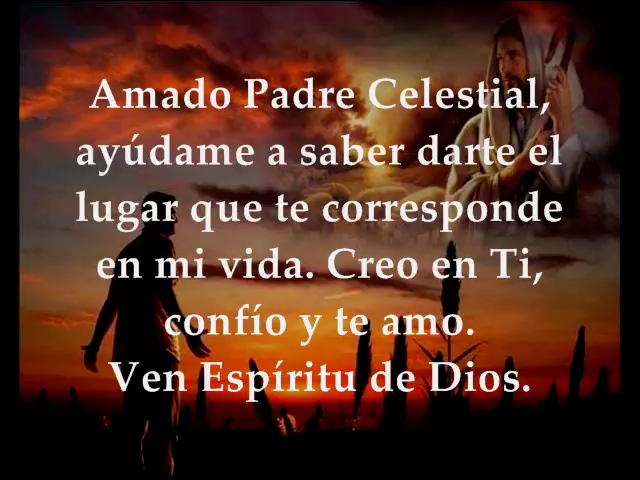 Amado Padre Celestial,
ayúdame a saber darte el
lugar que te corresponde
en mi vida. Creo en Ti,
confío y te amo.
Ven Espíritu de Dios.